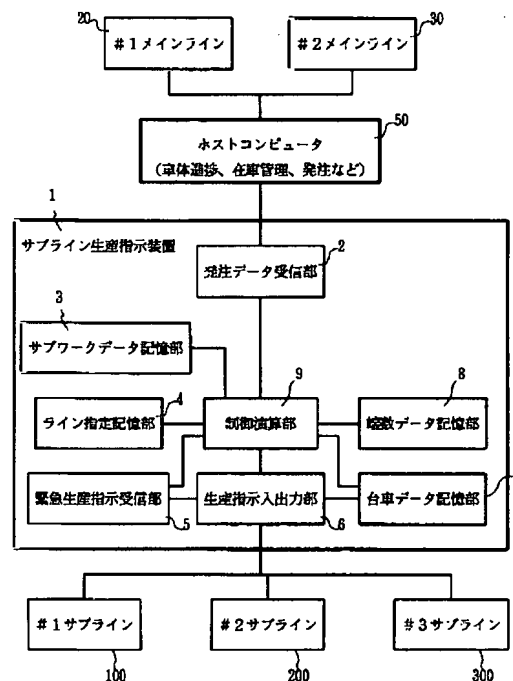 20
30
#1メインライン
#2メインライン
50
ホストコンピュータ
(車体進捗、在庫管理、発注など)
1
サブライン生産指示装置
2
発注データ受信部
3
サブワークデータ記憶部
9
8
ライン指定記憶部
4
制御演算部
端数データ記憶部
緊急生産指示受信部
5
生産指示入出力部
6
台車データ記憶部
#1サブライン
#2サブライン
#3サブライン
100
200
300